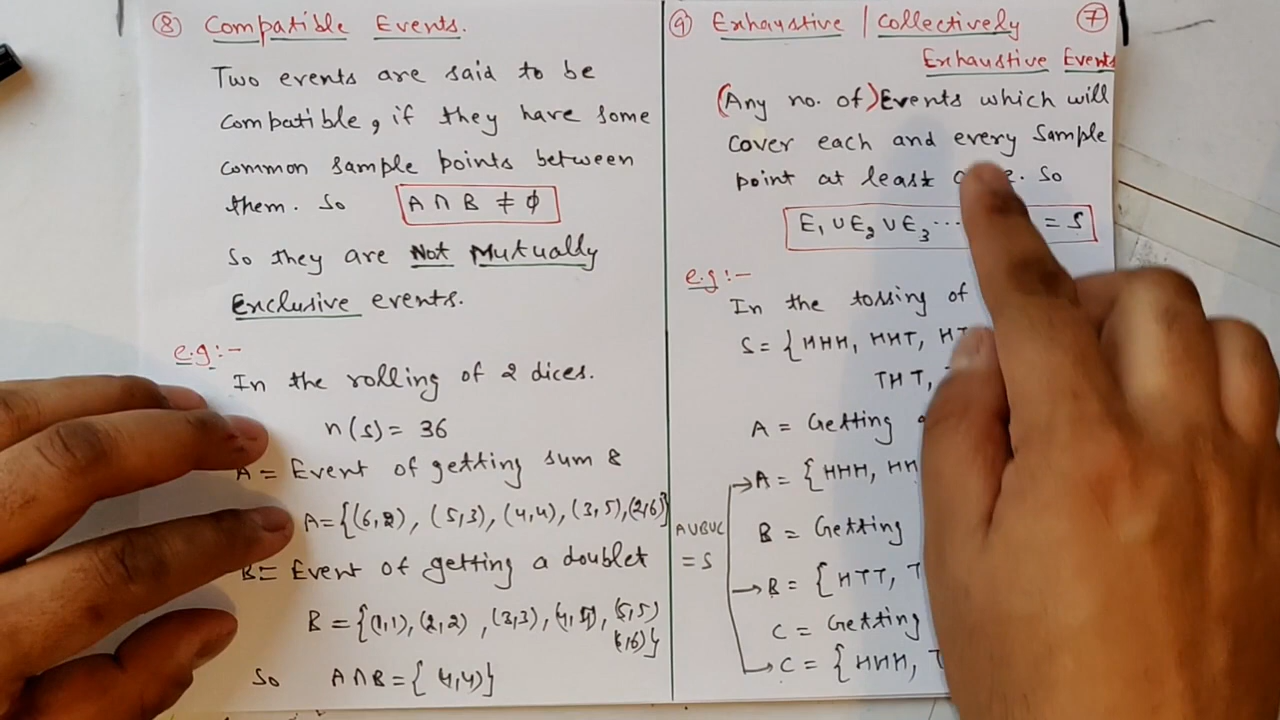 ⑧ Compatible Events.
Two events are said to be
compatible, if they have some
common sample points between
them. So A ∩ B ≠ ϕ
So they are Not Mutually
Exclusive events.
e.g :-
In the rolling of 2 dices.
n(s) = 36
A = Event of getting sum 8
A={(6,2), (5,3), (4,4), (3,5),(2,6)}
B= Event of getting a doublet
B={(1,1),(2,2),(3,3),(4,4),(5,5)
(6,6)}
So A∩B={(4,4)}
⑨ Exhaustive | Collectively ⑦
Exhaustive Events
(Any no. of) Events which will
cover each and every sample
point at least So
E₁ ∪ E₂ ∪ E₃ ... = S
e.g :-
In the tossing of
S= {HHH, HHT, HT
THT,
A = Getting
A = {HHH, HH
B = Getting
AUBUC
= S
B = {HTT, T
C = Getting
C = {HHH, T